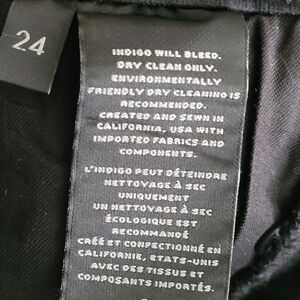 24
INDIGO WILL BLEED.
DRY CLEAN ONLY.
ENVIRONMENTALLY
FRIENDLY DRY CLEANING IS
RECOMMENDED.
CREATED AND SEWN IN
CALIFORNIA, USA WITH
IMPORTED FABRICS AND
COMPONENTS.
L'INDIGO PEUT DÉTEINDRE
NETTOYAGE À SEC
UNIQUEMENT
UN NETTOYAGE À SEC
ÉCOLOGIQUE EST
RECOMMANDÉ
CRÉÉ ET CONFECTIONNÉ EN
CALIFORNIE, ETATS-UNIS
AVEC DES TISSUS ET
COMPOSANTS IMPORTÉS.